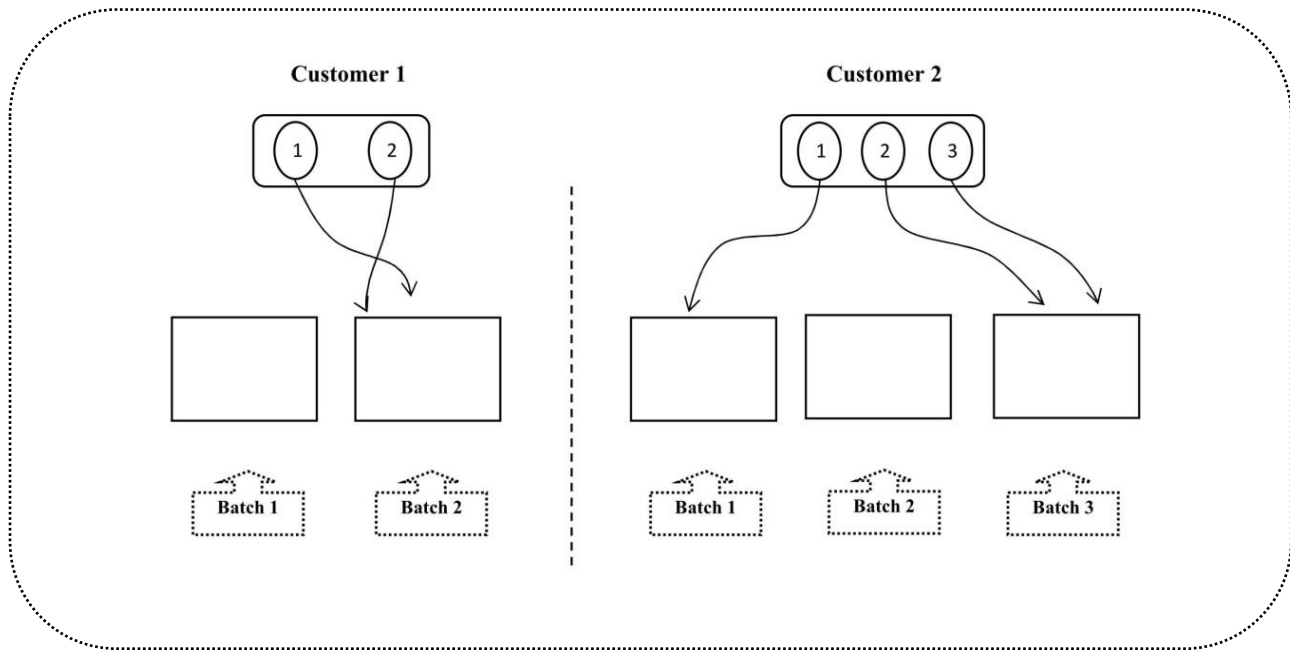 Customer 1
Customer 2
1 2
1 2 3
Batch 1
Batch 2
Batch 1
Batch 2
Batch 3